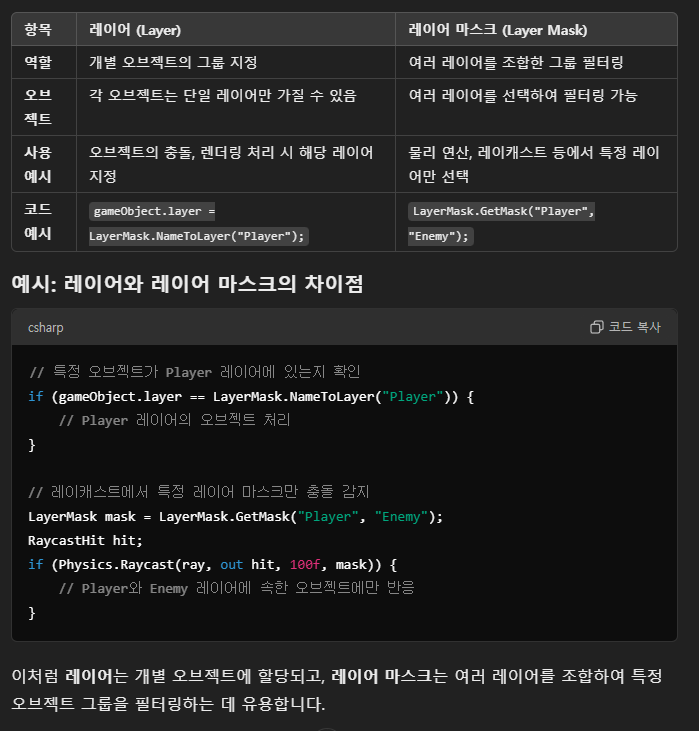 항목 레이어 (Layer) 레이어 마스크 (Layer Mask)
역할 개별 오브젝트의 그룹 지정 여러 레이어를 조합한 그룹 필터링
오브젝트 각 오브젝트는 단일 레이어만 가질 수 있음 여러 레이어를 선택하여 필터링 가능
사용 예시 오브젝트의 충돌, 렌더링 처리 시 해당 레이어 지정 물리 연산, 레이캐스트 등에서 특정 레이어만 선택
코드 예시 gameObject.layer = LayerMask.NameToLayer("Player"); LayerMask.GetMask("Player", "Enemy");
예시: 레이어와 레이어 마스크의 차이점
csharp 코드 복사
// 특정 오브젝트가 Player 레이어에 있는지 확인
if (gameObject.layer == LayerMask.NameToLayer("Player")) {
// Player 레이어의 오브젝트 처리
}
// 레이캐스트에서 특정 레이어 마스크만 충돌 감지
LayerMask mask = LayerMask.GetMask("Player", "Enemy");
RaycastHit hit;
if (Physics.Raycast(ray, out hit, 100f, mask)) {
// Player와 Enemy 레이어에 속한 오브젝트에만 반응
}
이처럼 레이어는 개별 오브젝트에 할당되고, 레이어 마스크는 여러 레이어를 조합하여 특정
오브젝트 그룹을 필터링하는 데 유용합니다.